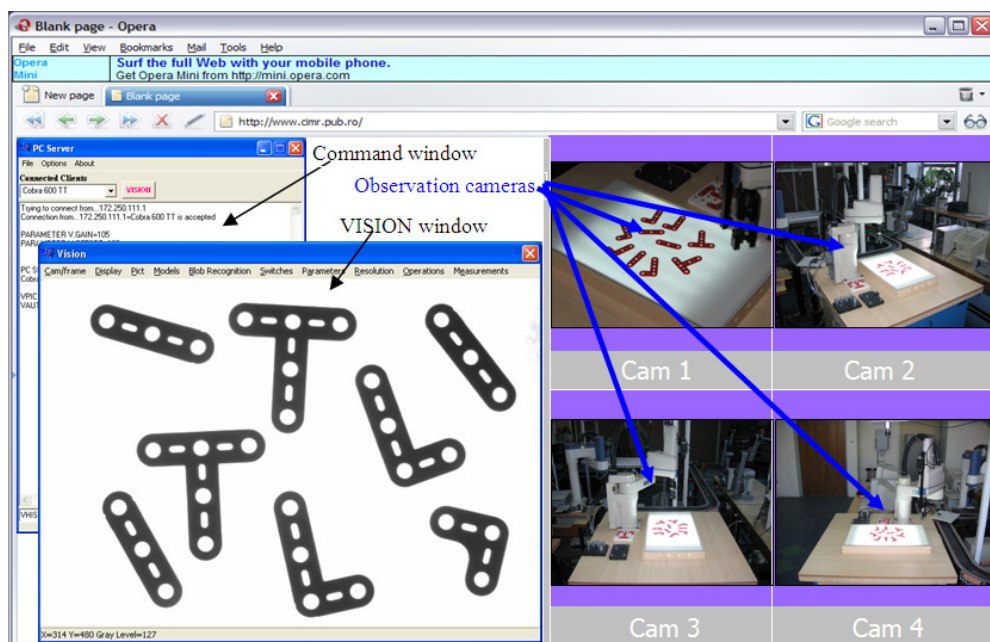 Blank page - Opera
File Edit View Bookmarks Mail Tools Help
Opera Mini
Surf the full Web with your mobile phone.
Get Opera Mini from http://mini.opera.com
New page Blank page
http://www.cimr.pub.ro/ Google search
PC Server
File Options About
Connected Clients
Cobra 600 TT VISION
Trying to connect from...172.250.111.1
Connection from...172.250.111.1=Cobra 600 TT is accepted
PARAMETER V.GAIN=105
Command window
Observation cameras
VISION window
Vision
Cam/frame Display Pict Models Blob Recognition Switches Parameters Resolution Operations Measurements
X=314 Y=480 Gray Level=127
Cam 1 Cam 2
Cam 3 Cam 4